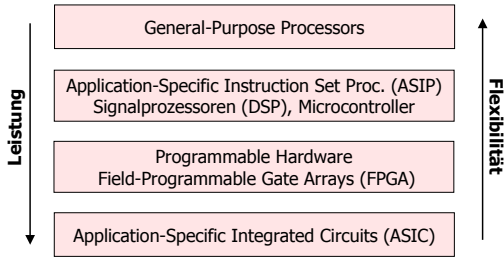 General-Purpose Processors
Leistung
Flexibilität
Application-Specific Instruction Set Proc. (ASIP)
Signalprozessoren (DSP), Microcontroller
Programmable Hardware
Field-Programmable Gate Arrays (FPGA)
Application-Specific Integrated Circuits (ASIC)